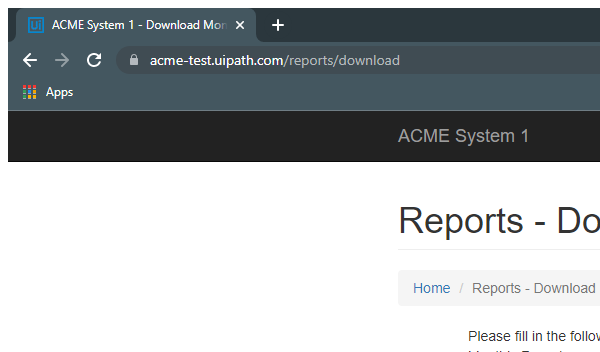 ACME System 1 - Download Mon
acme-test.uipath.com/reports/download
Apps
ACME System 1
Reports - Do
Home / Reports - Download
Please fill in the follow